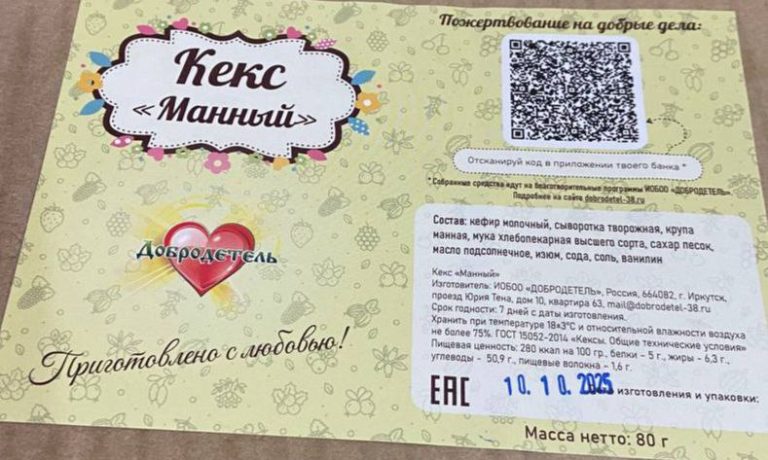 Кекс
«Манный»
Добродетель
Приготовлено с любовью!
Пожертвование на добрые дела:
Отсканируй код в приложении твоего банка *
* Собранные средства идут на благотворительные программы ИОБОО «ДОБРОДЕТЕЛЬ».
Подробнее на сайте dobrodetel-38.ru
Состав: кефир молочный, сыворотка творожная, крупа
манная, мука хлебопекарная высшего сорта, сахар песок,
масло подсолнечное, изюм, сода, соль, ванилин
Кекс «Манный»
Изготовитель: ИОБОО «ДОБРОДЕТЕЛЬ», Россия, 664082, г. Иркутск,
проезд Юрия Тена, дом 10, квартира 63, mail@dobrodetel-38.ru
Срок годности: 7 дней с даты изготовления.
Хранить при температуре 18±3°С и относительной влажности воздуха
не более 75%. ГОСТ 15052-2014 «Кексы. Общие технические условия»
Пищевая ценность: 280 ккал на 100 гр., белки – 5 г., жиры - 6,3 г.,
углеводы - 50,9 г., пищевые волокна – 1,6 г.
ЕАС 10. 10. 2025 изготовления и упаковки:
Масса нетто: 80 г